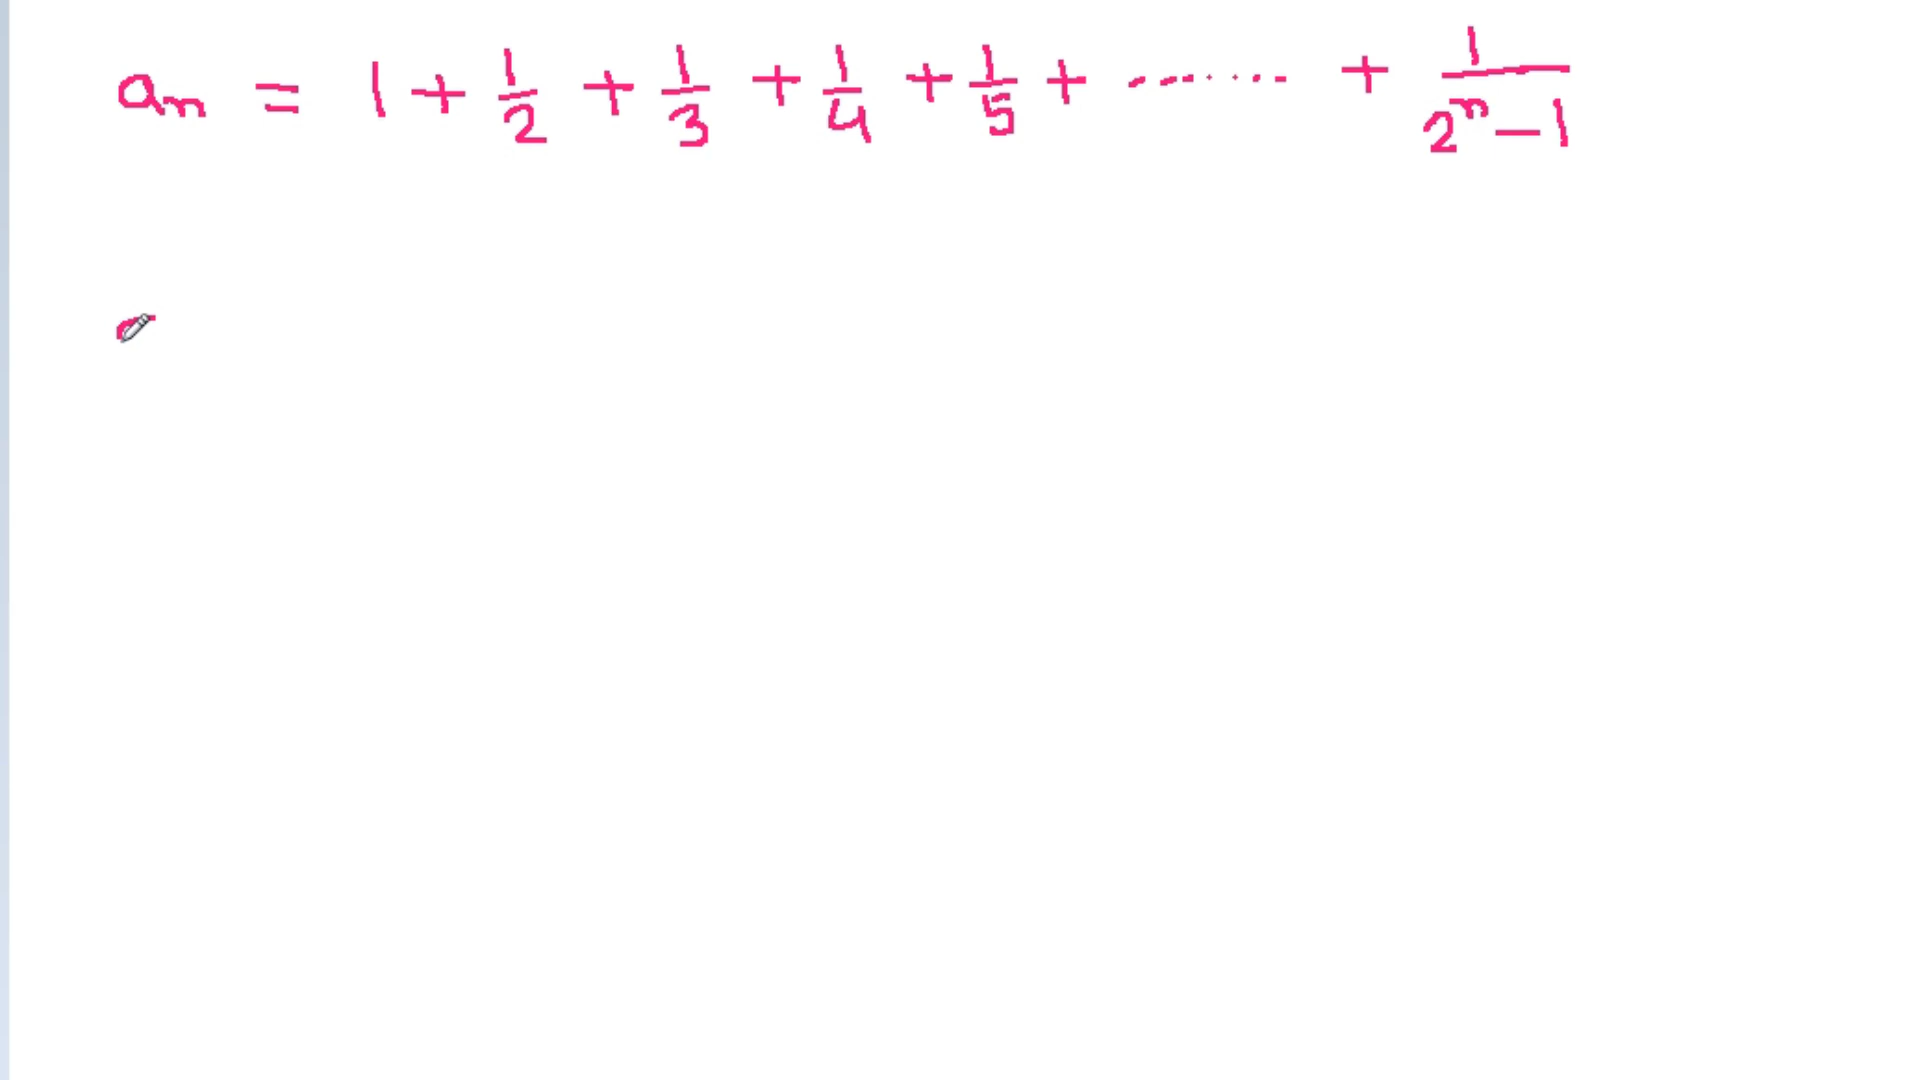 aₙ = 1 + 1/2 + 1/3 + 1/4 + 1/5 + ........ + 1/(2ⁿ − 1)